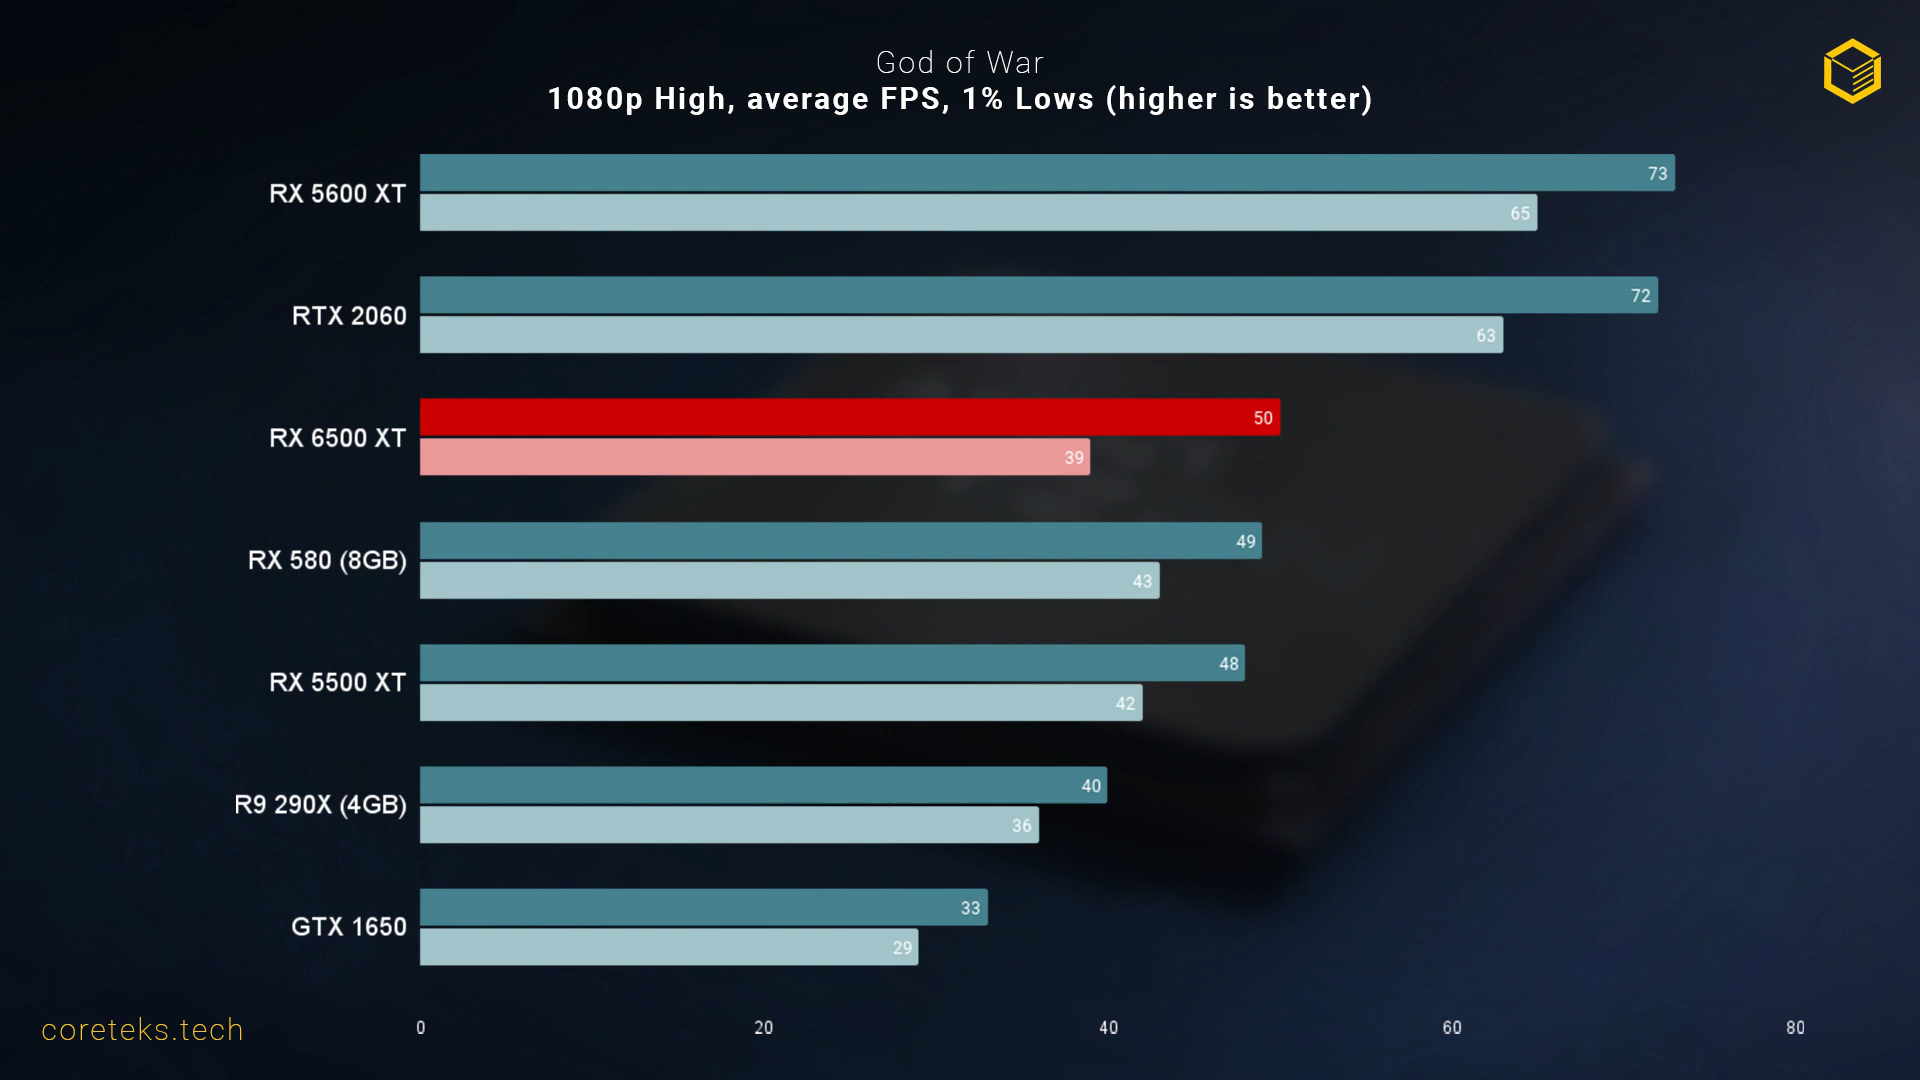 God of War
1080p High, average FPS, 1% Lows (higher is better)
RX 5600 XT
73
65
RTX 2060
72
63
RX 6500 XT
50
39
RX 580 (8GB)
49
43
RX 5500 XT
48
42
R9 290X (4GB)
40
36
GTX 1650
33
29
0 20 40 60 80
coreteks.tech